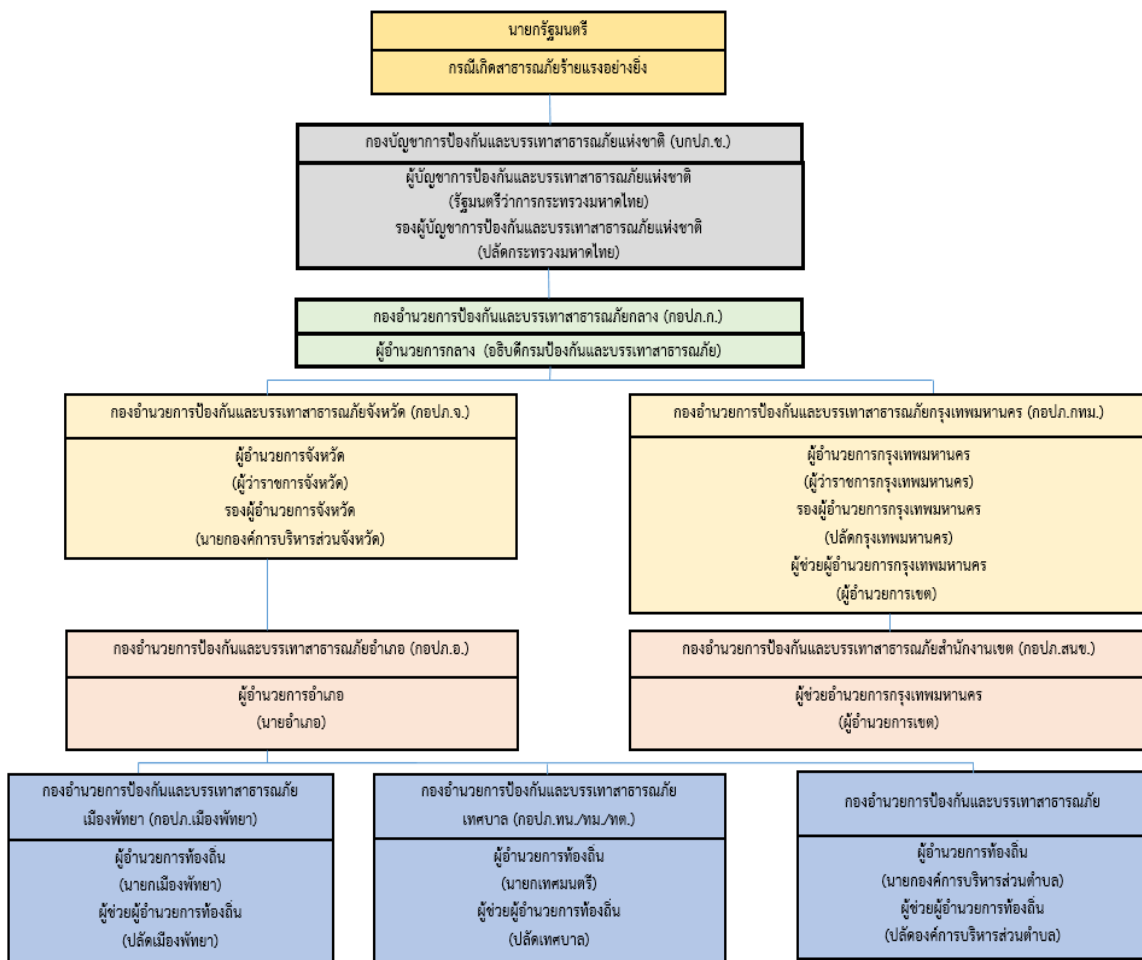 นายกรัฐมนตรี
กรณีเกิดสาธารณภัยร้ายแรงอย่างยิ่ง
กองบัญชาการป้องกันและบรรเทาสาธารณภัยแห่งชาติ (บกปภ.ช.)
ผู้บัญชาการป้องกันและบรรเทาสาธารณภัยแห่งชาติ
(รัฐมนตรีว่าการกระทรวงมหาดไทย)
รองผู้บัญชาการป้องกันและบรรเทาสาธารณภัยแห่งชาติ
(ปลัดกระทรวงมหาดไทย)
กองอำนวยการป้องกันและบรรเทาสาธารณภัยกลาง (กอปภ.ก.)
ผู้อำนวยการกลาง (อธิบดีกรมป้องกันและบรรเทาสาธารณภัย)
กองอำนวยการป้องกันและบรรเทาสาธารณภัยจังหวัด (กอปภ.จ.)
ผู้อำนวยการจังหวัด
(ผู้ว่าราชการจังหวัด)
รองผู้อำนวยการจังหวัด
(นายกองค์การบริหารส่วนจังหวัด)
กองอำนวยการป้องกันและบรรเทาสาธารณภัยกรุงเทพมหานคร (กอปภ.กทม.)
ผู้อำนวยการกรุงเทพมหานคร
(ผู้ว่าราชการกรุงเทพมหานคร)
รองผู้อำนวยการกรุงเทพมหานคร
(ปลัดกรุงเทพมหานคร)
ผู้ช่วยผู้อำนวยการกรุงเทพมหานคร
(ผู้อำนวยการเขต)
กองอำนวยการป้องกันและบรรเทาสาธารณภัยอำเภอ (กอปภ.อ.)
ผู้อำนวยการอำเภอ
(นายอำเภอ)
กองอำนวยการป้องกันและบรรเทาสาธารณภัยสำนักงานเขต (กอปภ.สนข.)
ผู้ช่วยอำนวยการกรุงเทพมหานคร
(ผู้อำนวยการเขต)
กองอำนวยการป้องกันและบรรเทาสาธารณภัย
เมืองพัทยา (กอปภ.เมืองพัทยา)
ผู้อำนวยการท้องถิ่น
(นายกเมืองพัทยา)
ผู้ช่วยผู้อำนวยการท้องถิ่น
(ปลัดเมืองพัทยา)
กองอำนวยการป้องกันและบรรเทาสาธารณภัย
เทศบาล (กอปภ.ทน./ทม./ทต.)
ผู้อำนวยการท้องถิ่น
(นายกเทศมนตรี)
ผู้ช่วยผู้อำนวยการท้องถิ่น
(ปลัดเทศบาล)
กองอำนวยการป้องกันและบรรเทาสาธารณภัย
ผู้อำนวยการท้องถิ่น
(นายกองค์การบริหารส่วนตำบล)
ผู้ช่วยผู้อำนวยการท้องถิ่น
(ปลัดองค์การบริหารส่วนตำบล)